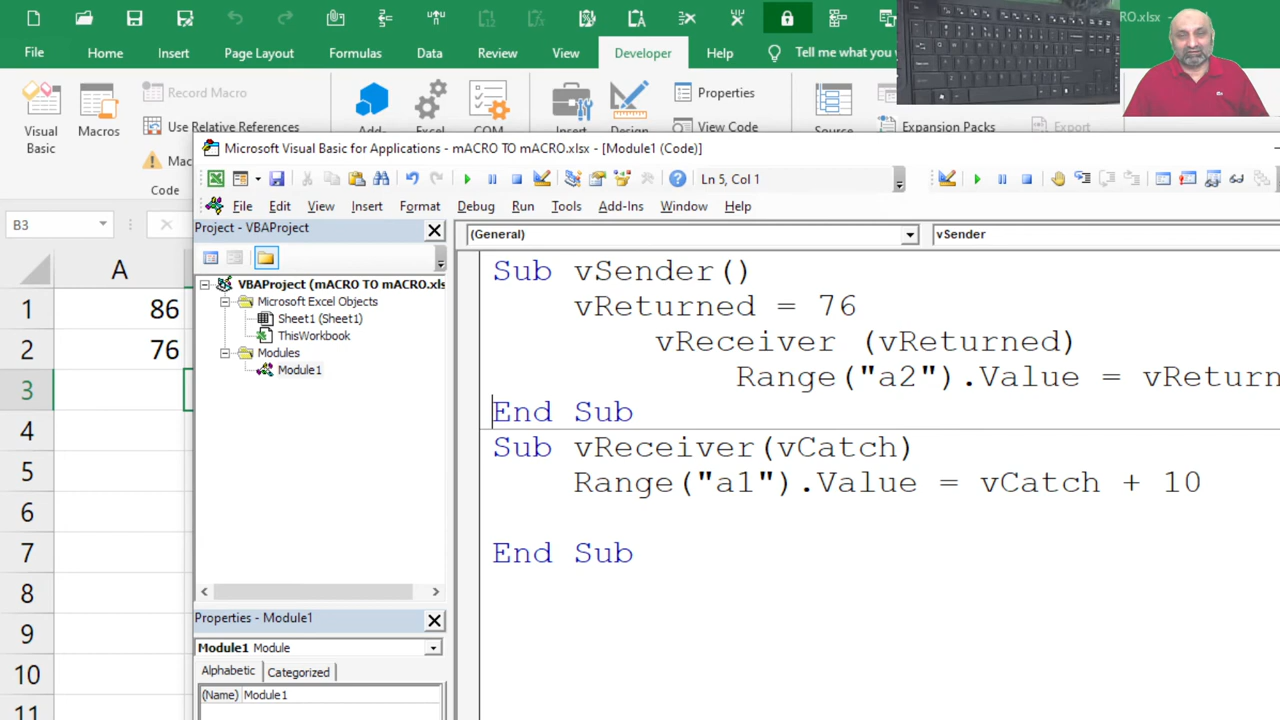 RO.xlsx
File Home Insert Page Layout Formulas Data Review View Developer Help Tell me what you
Visual Basic
Macros
Record Macro
Use Relative References
Code
Properties
View Code
Expansion Packs
Export
B3
Microsoft Visual Basic for Applications - mACRO TO mACRO.xlsx - [Module1 (Code)]
Ln 5, Col 1
File Edit View Insert Format Debug Run Tools Add-Ins Window Help
Project - VBAProject
VBAProject (mACRO TO mACRO.xls
Microsoft Excel Objects
Sheet1 (Sheet1)
ThisWorkbook
Modules
Module1
Properties - Module1
Module1 Module
Alphabetic Categorized
(Name) Module1
(General) vSender
Sub vSender()
vReturned = 76
vReceiver (vReturned)
Range("a2").Value = vReturn
End Sub
Sub vReceiver(vCatch)
Range("a1").Value = vCatch + 10
End Sub
A
1 86
2 76
3
4
5
6
7
8
9
10
11